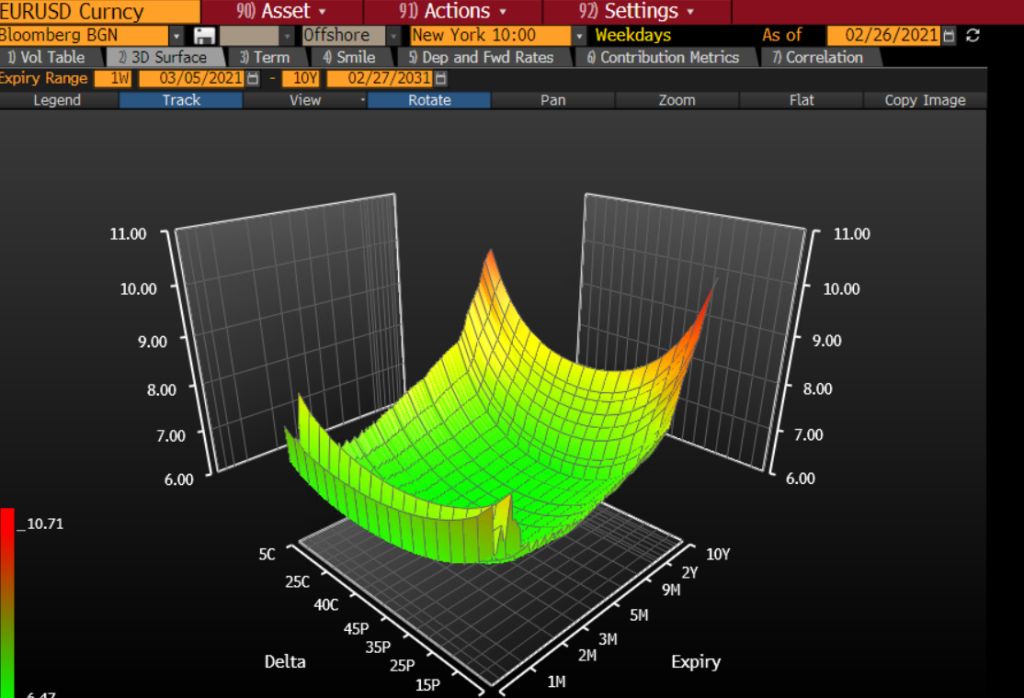 EURUSD Curncy 90) Asset 91) Actions 92) Settings
Bloomberg BGN Offshore New York 10:00 Weekdays As of 02/26/2021
1) Vol Table 2) 3D Surface 3) Term 4) Smile 5) Dep and Fwd Rates 6) Contribution Metrics 7) Correlation
Expiry Range 1W 03/05/2021 - 10Y 02/27/2031
Legend Track View Rotate Pan Zoom Flat Copy Image
11.00 11.00
10.00 10.00
9.00 9.00
8.00 8.00
7.00 7.00
6.00 6.00
10.71
5C 10Y
25C 2Y
40C 9M
45P 5M
35P 3M
25P 2M
15P 1M
Delta Expiry
6.47